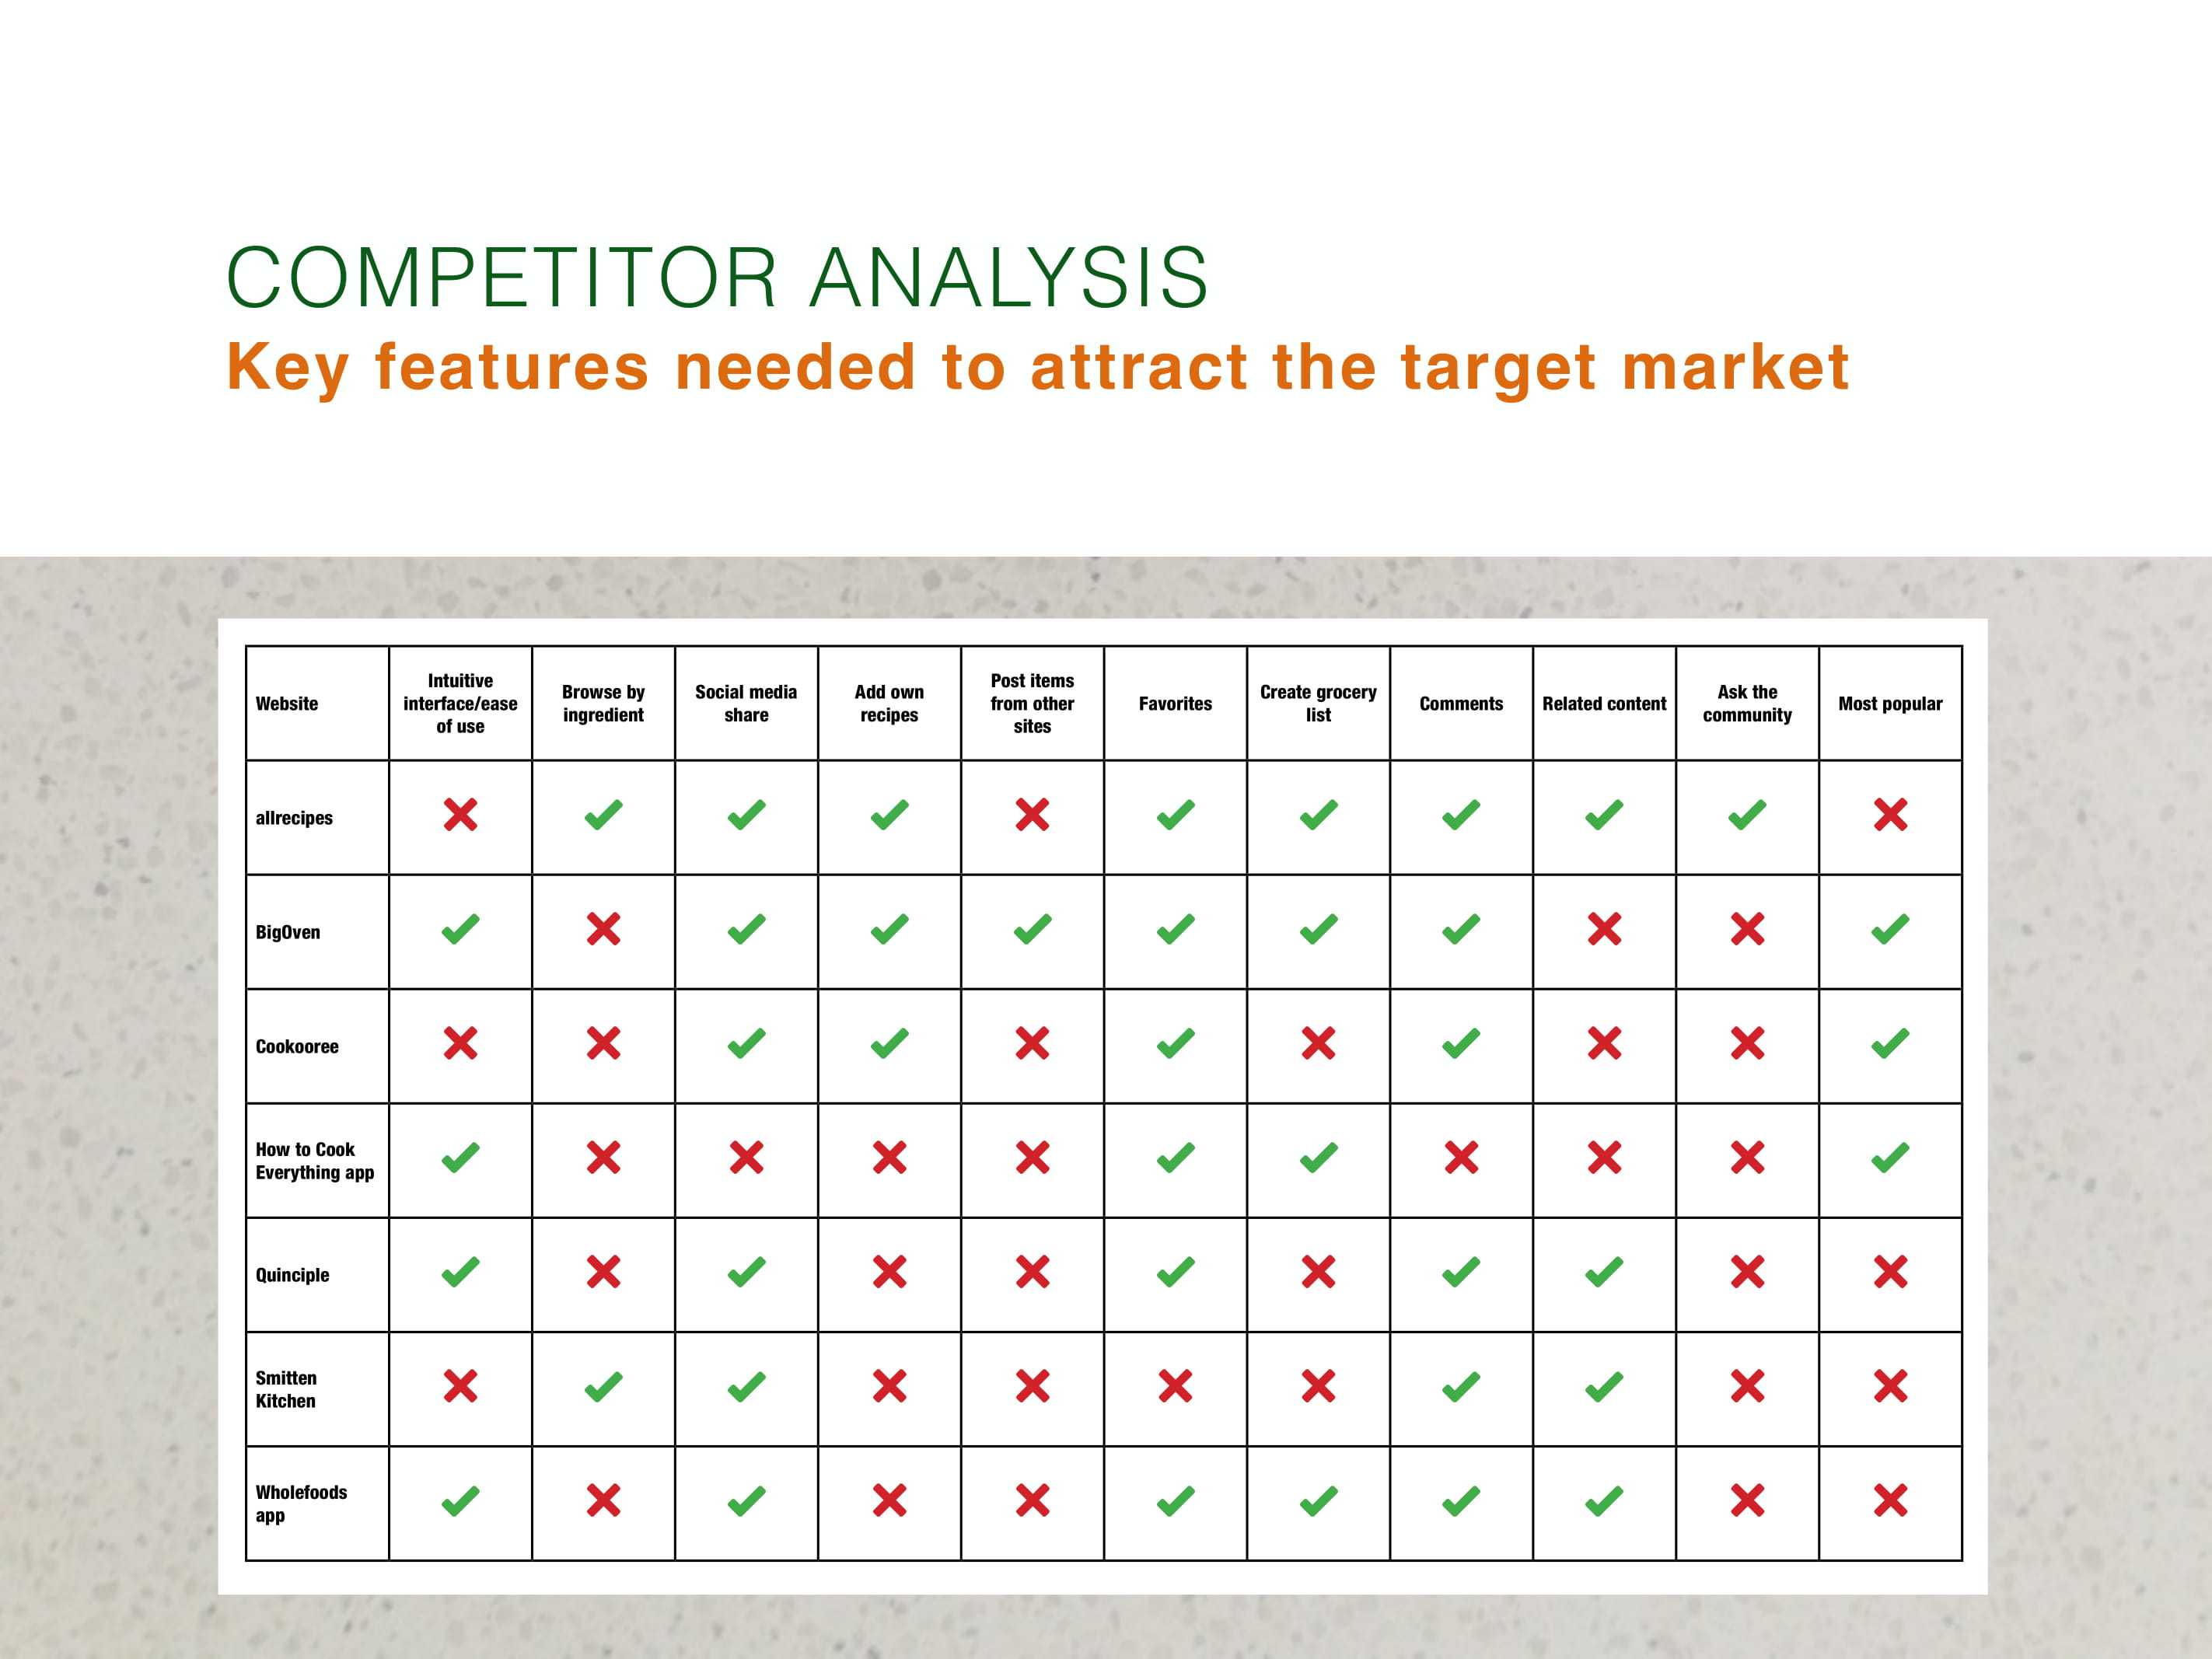 COMPETITOR ANALYSIS
Key features needed to attract the target market
Website
Intuitive
interface/ease
of use
Browse by
ingredient
Social media
share
Add own
recipes
Post items
from other
sites
Favorites
Create grocery
list
Comments
Related content
Ask the
community
Most popular
allrecipes
BigOven
Cookooree
How to Cook
Everything app
Quinciple
Smitten
Kitchen
Wholefoods
app